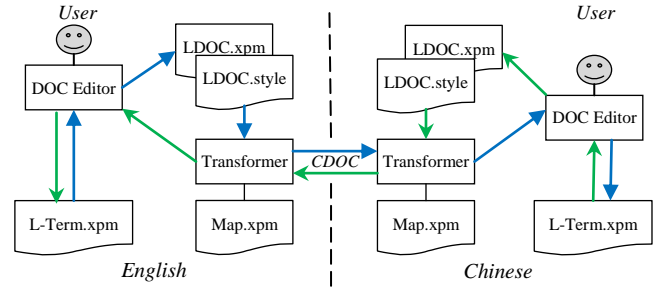 User
User
LDOC.xpm
LDOC.style
DOC Editor
LDOC.xpm
LDOC.style
DOC Editor
Transformer
CDOC
Transformer
L-Term.xpm
Map.xpm
Map.xpm
L-Term.xpm
English
Chinese